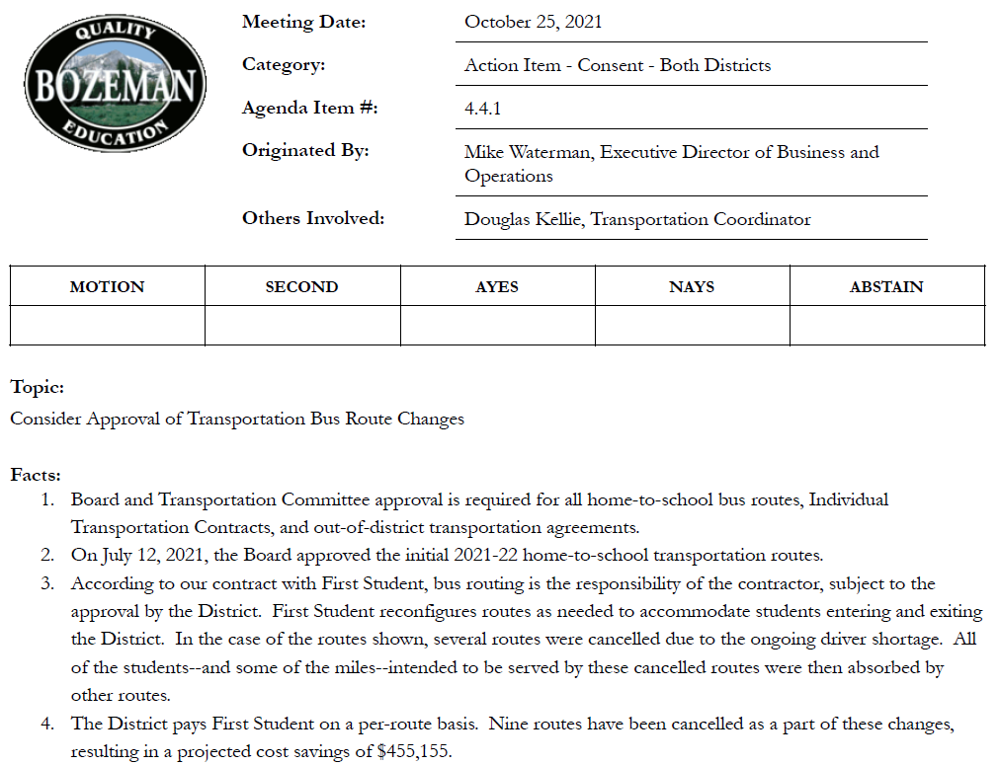 QUALITY
BOZEMAN
EDUCATION
Meeting Date: October 25, 2021
Category: Action Item - Consent - Both Districts
Agenda Item #: 4.4.1
Originated By: Mike Waterman, Executive Director of Business and
Operations
Others Involved: Douglas Kellie, Transportation Coordinator
MOTION SECOND AYES NAYS ABSTAIN
Topic:
Consider Approval of Transportation Bus Route Changes
Facts:
1. Board and Transportation Committee approval is required for all home-to-school bus routes, Individual
Transportation Contracts, and out-of-district transportation agreements.
2. On July 12, 2021, the Board approved the initial 2021-22 home-to-school transportation routes.
3. According to our contract with First Student, bus routing is the responsibility of the contractor, subject to the
approval by the District. First Student reconfigures routes as needed to accommodate students entering and exiting
the District. In the case of the routes shown, several routes were cancelled due to the ongoing driver shortage. All
of the students--and some of the miles--intended to be served by these cancelled routes were then absorbed by
other routes.
4. The District pays First Student on a per-route basis. Nine routes have been cancelled as a part of these changes,
resulting in a projected cost savings of $455,155.